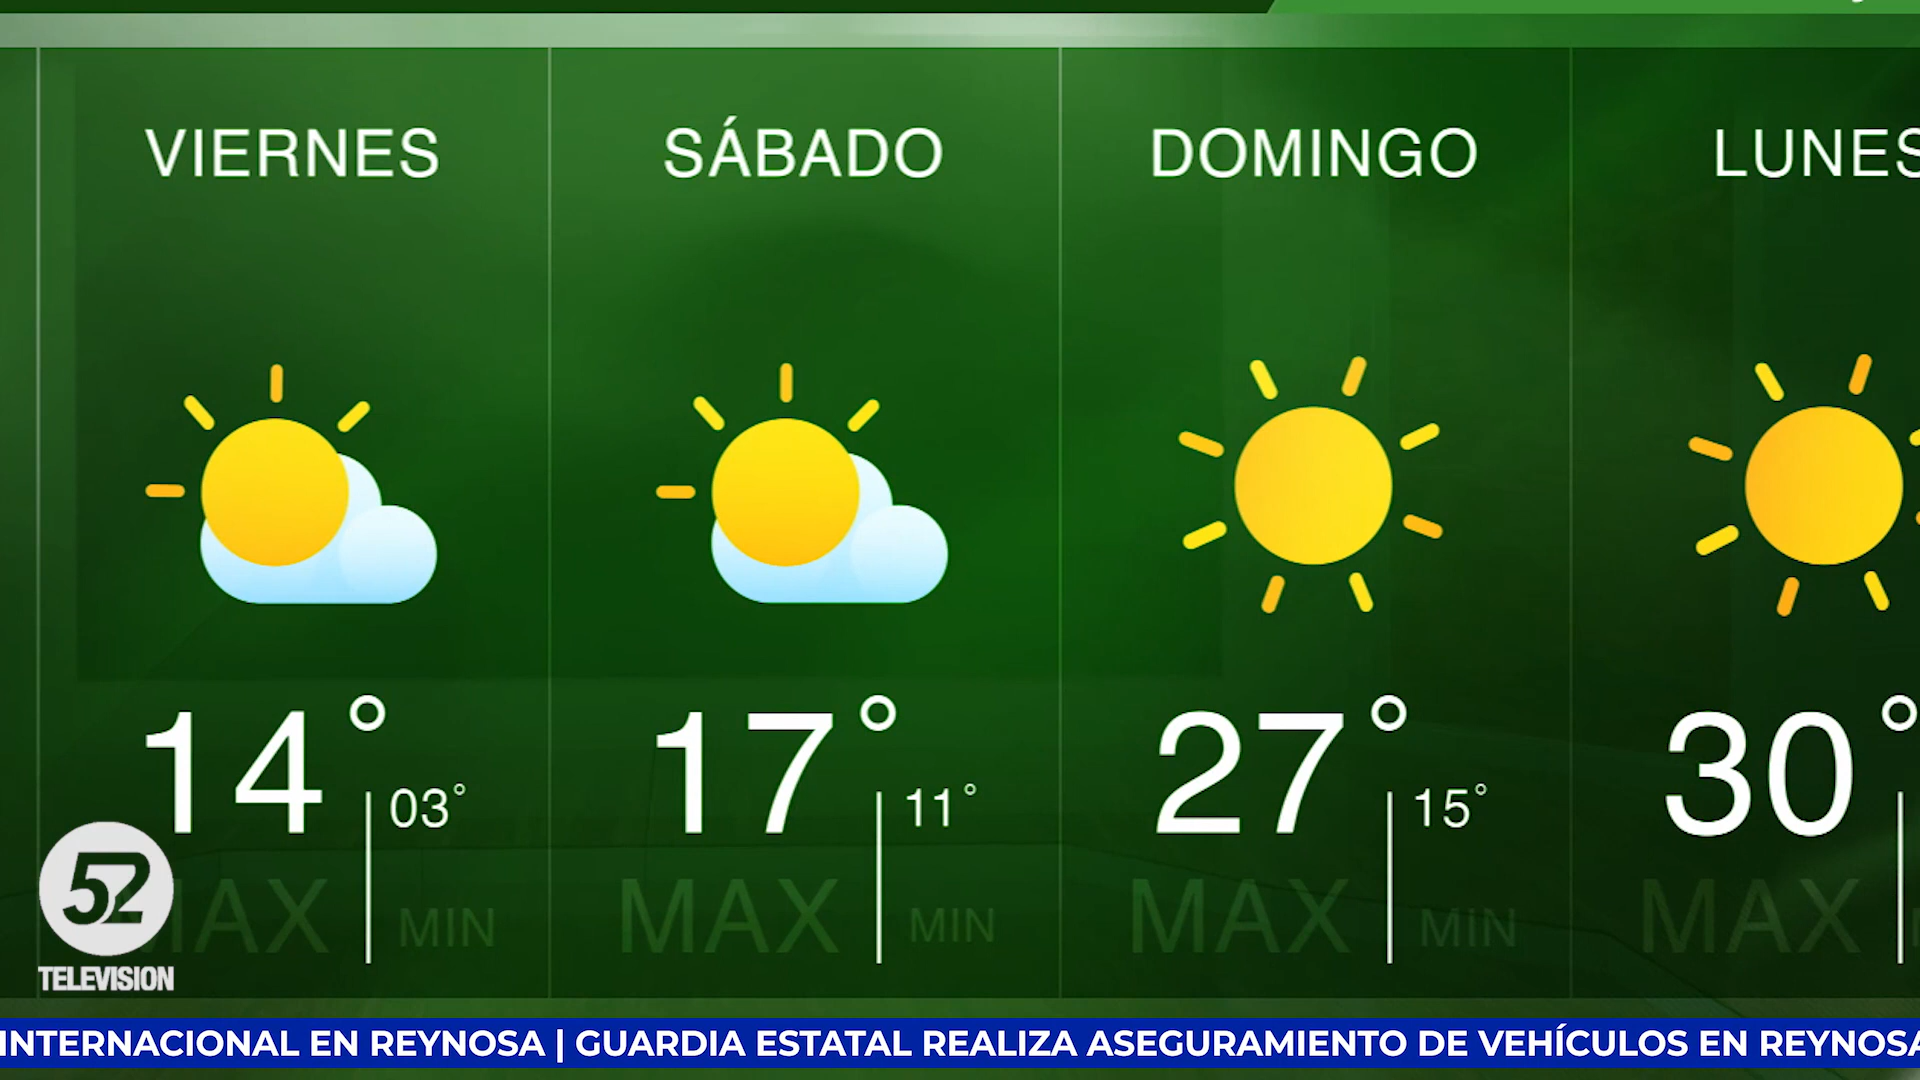 VIERNES
SÁBADO
DOMINGO
LUNES
14° 03°
17° 11°
27° 15°
30°
MAX MIN
MAX MIN
MAX MIN
MAX
52
TELEVISION
INTERNACIONAL EN REYNOSA | GUARDIA ESTATAL REALIZA ASEGURAMIENTO DE VEHÍCULOS EN REYNOSA